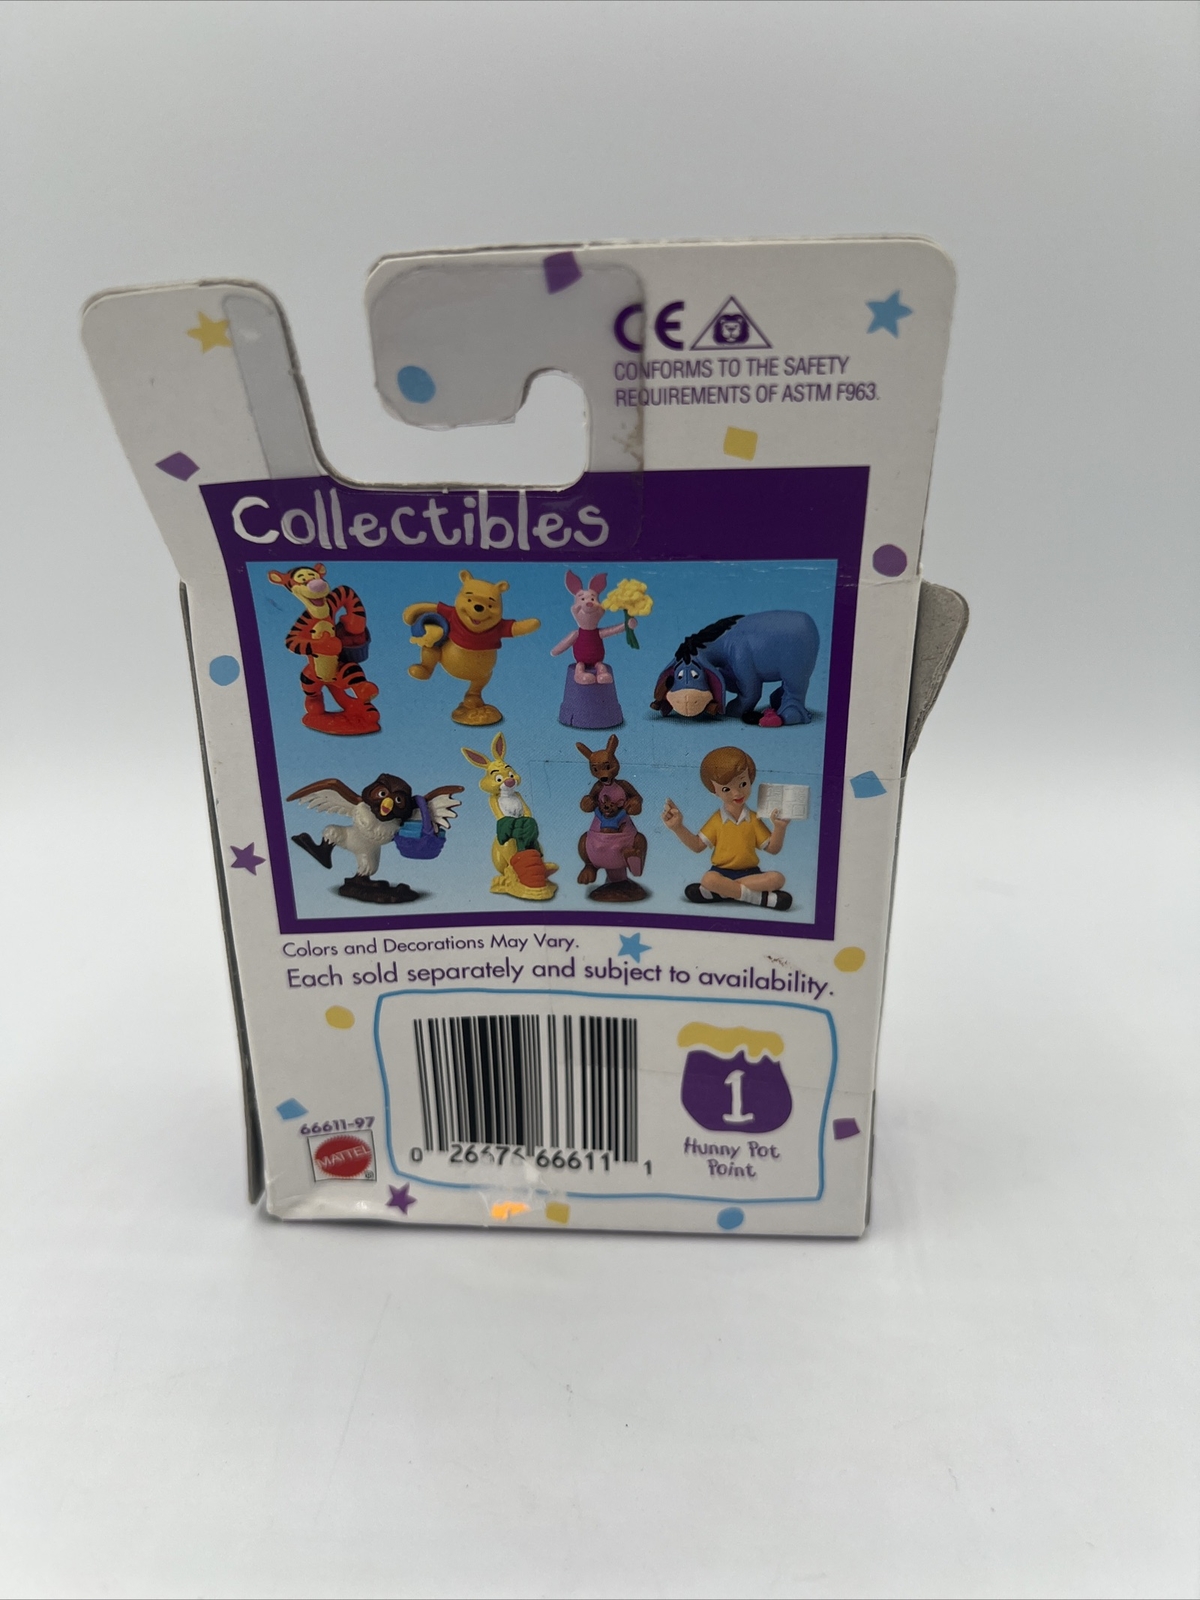 CE
CONFORMS TO THE SAFETY
REQUIREMENTS OF ASTM F963.
Collectibles
Colors and Decorations May Vary.
Each sold separately and subject to availability.
66611-97
MATTEL
®
0 26676 66611 1
1
Hunny Pot
Point